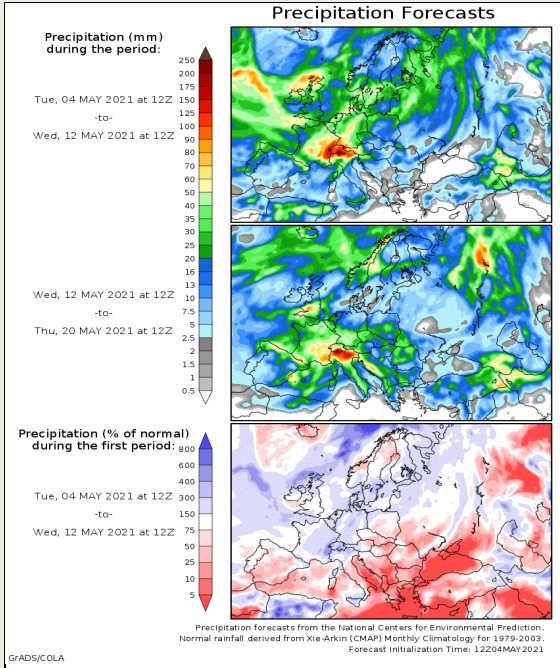 Precipitation Forecasts
Precipitation (mm)
during the period:
Tue, 04 MAY 2021 at 12Z
-to-
Wed, 12 MAY 2021 at 12Z
250
200
175
150
125
100
90
80
70
60
50
40
35
30
25
20
16
13
10
7.5
5
2.5
2
1.5
1
0.5
Wed, 12 MAY 2021 at 12Z
-to-
Thu, 20 MAY 2021 at 12Z
Precipitation (% of normal)
during the first period:
Tue, 04 MAY 2021 at 12Z
-to-
Wed, 12 MAY 2021 at 12Z
800
600
400
300
150
75
50
25
10
5
Precipitation forecasts from the National Centers for Environmental Prediction.
Normal rainfall derived from Xie-Arkin (CMAP) Monthly Climatology for 1979-2003.
Forecast Initialization Time: 12Z04MAY2021
GrADS/COLA